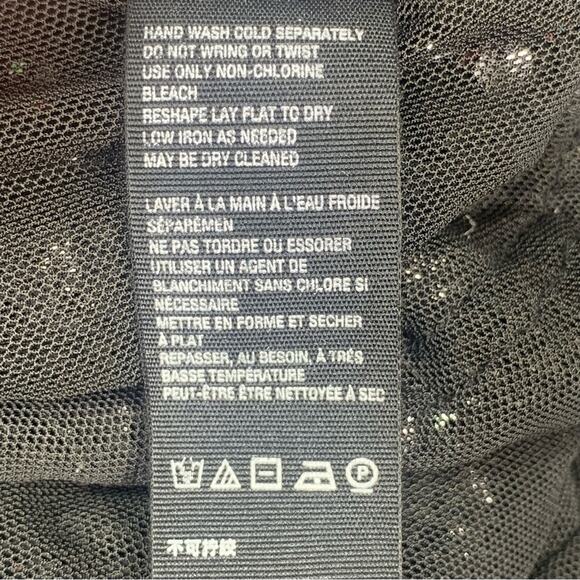 HAND WASH COLD SEPARATELY
DO NOT WRING OR TWIST
USE ONLY NON-CHLORINE
BLEACH
RESHAPE LAY FLAT TO DRY
LOW IRON AS NEEDED
MAY BE DRY CLEANED
LAVER À LA MAIN À L'EAU FROIDE
SÉPARÉMEN
NE PAS TORDRE OU ESSORER
UTILISER UN AGENT DE
BLANCHIMENT SANS CHLORE SI
NÉCESSAIRE
METTRE EN FORME ET SECHER
À PLAT
REPASSER, AU BESOIN, À TRÉS
BASSE TEMPÉRATURE
PEUT-ÊTRE ÊTRE NETTOYÉE À SEC
P
不可拧绞